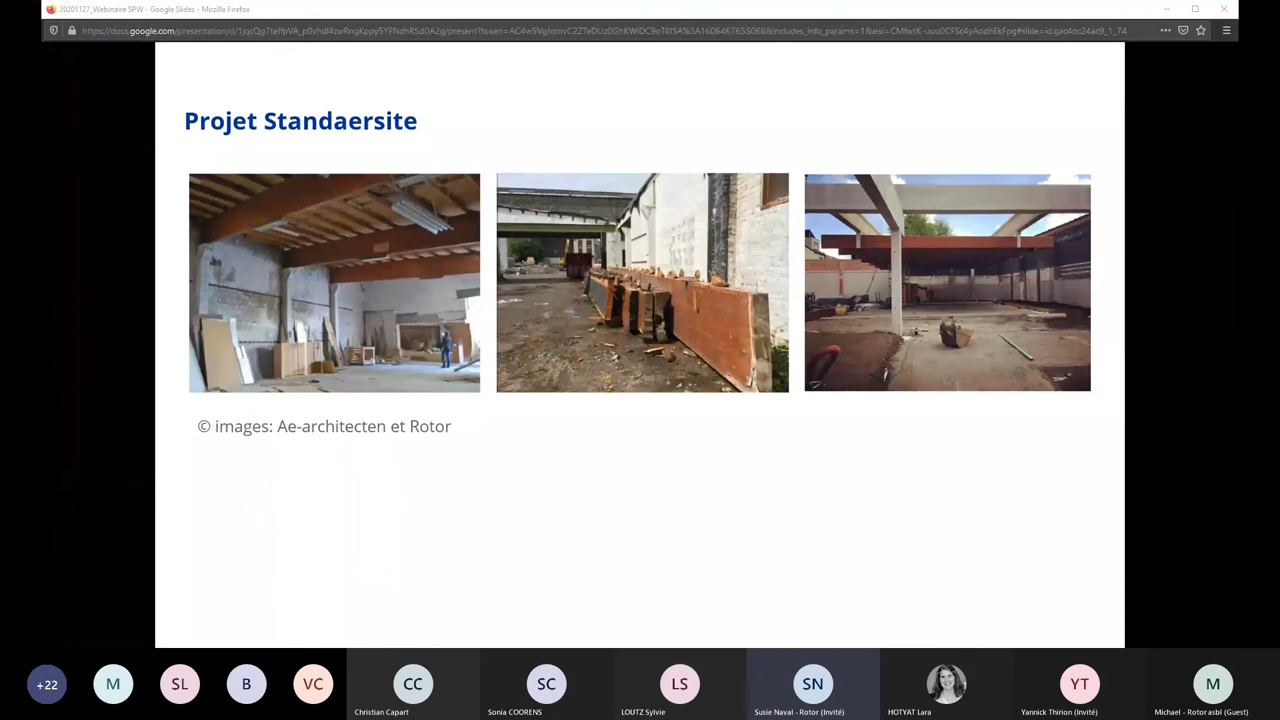 20201127_Webinaire SPW - Google Slides - Mozilla Firefox
Projet Standaersite
© images: Ae-architecten et Rotor
+22
M
SL
B
VC
CC
Christian Capart
SC
Sonia COORENS
LS
LOUTZ Sylvie
SN
Susie Naval - Rotor (Invité)
HOTYAT Lara
YT
Yannick Thirion (Invité)
M
Michael - Rotor asbl (Guest)